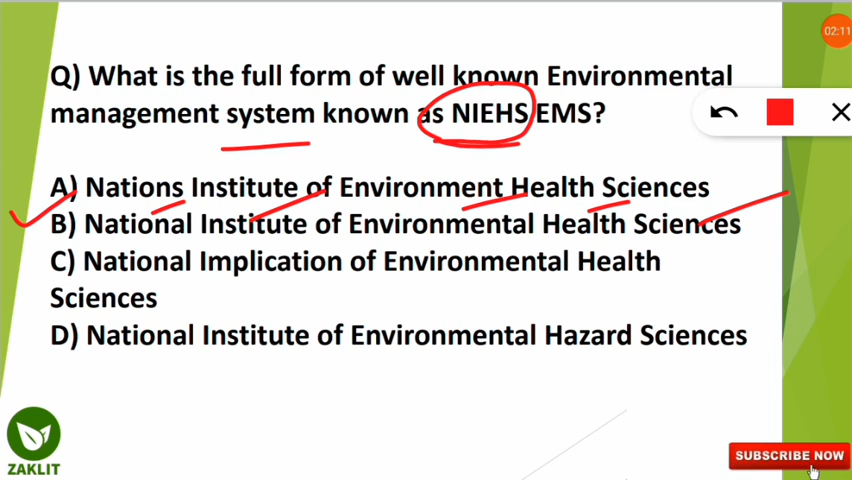 02:11
Q) What is the full form of well known Environmental
management system known as NIEHS EMS?
A) Nations Institute of Environment Health Sciences
B) National Institute of Environmental Health Sciences
C) National Implication of Environmental Health
Sciences
D) National Institute of Environmental Hazard Sciences
ZAKLIT
SUBSCRIBE NOW